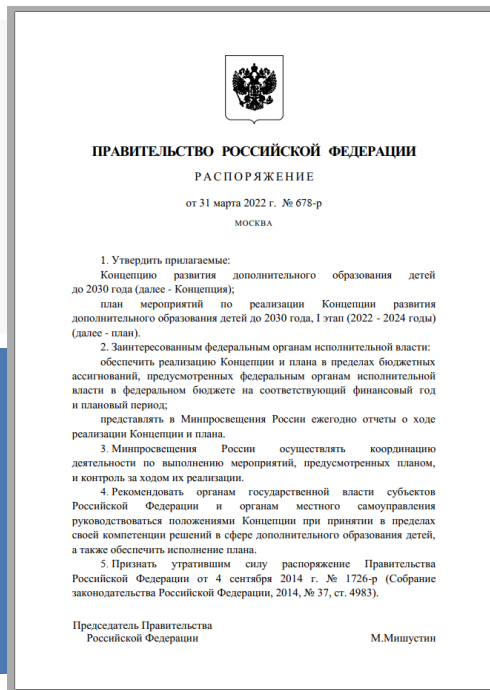 ПРАВИТЕЛЬСТВО РОССИЙСКОЙ ФЕДЕРАЦИИ
РАСПОРЯЖЕНИЕ
от 31 марта 2022 г. № 678-р
МОСКВА
1. Утвердить прилагаемые:
Концепцию развития дополнительного образования детей
до 2030 года (далее - Концепция);
план мероприятий по реализации Концепции развития
дополнительного образования детей до 2030 года, I этап (2022 - 2024 годы)
(далее - план).
2. Заинтересованным федеральным органам исполнительной власти:
обеспечить реализацию Концепции и плана в пределах бюджетных
ассигнований, предусмотренных федеральным органам исполнительной
власти в федеральном бюджете на соответствующий финансовый год
и плановый период;
представлять в Минпросвещения России ежегодно отчеты о ходе
реализации Концепции и плана.
3. Минпросвещения России осуществлять координацию
деятельности по выполнению мероприятий, предусмотренных планом,
и контроль за ходом их реализации.
4. Рекомендовать органам государственной власти субъектов
Российской Федерации и органам местного самоуправления
руководствоваться положениями Концепции при принятии в пределах
своей компетенции решений в сфере дополнительного образования детей,
а также обеспечить исполнение плана.
5. Признать утратившим силу распоряжение Правительства
Российской Федерации от 4 сентября 2014 г. № 1726-р (Собрание
законодательства Российской Федерации, 2014, № 37, ст. 4983).
Председатель Правительства
Российской Федерации М.Мишустин